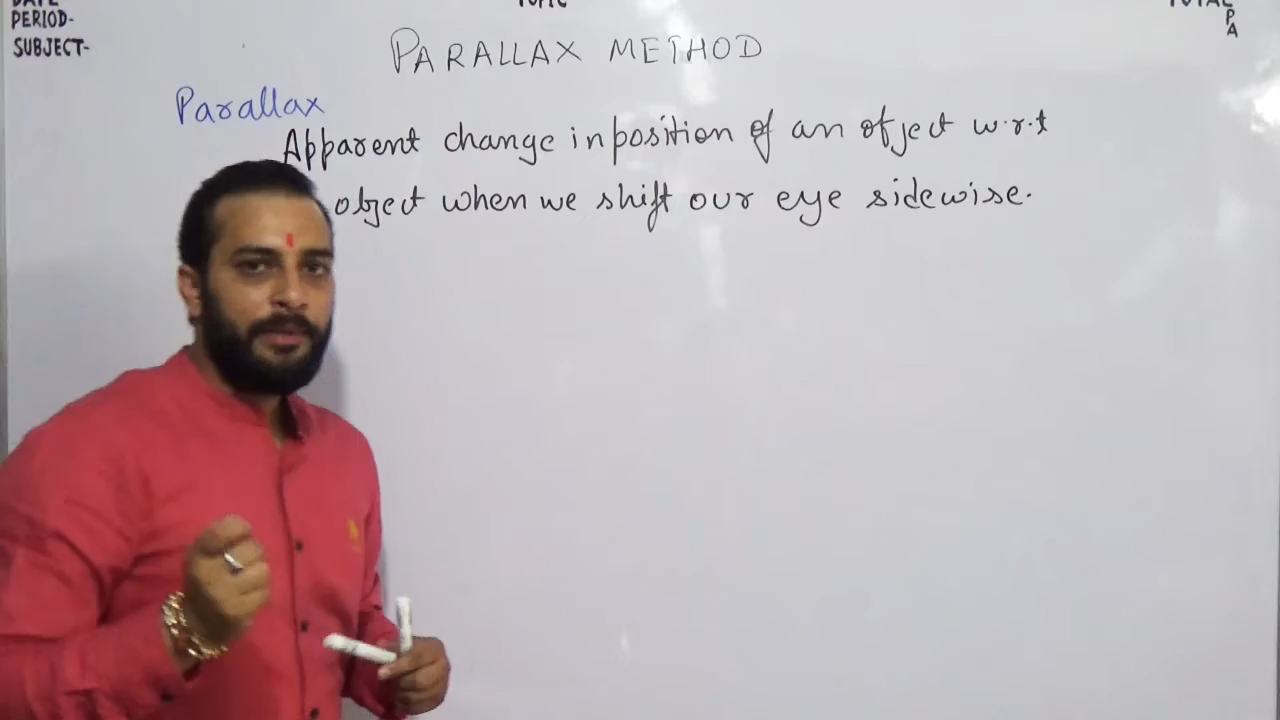 PERIOD-
SUBJECT-
TOTAL
P
A
PARALLAX METHOD
Parallax
Apparent change in position of an object w.r.t
object when we shift our eye sidewise.